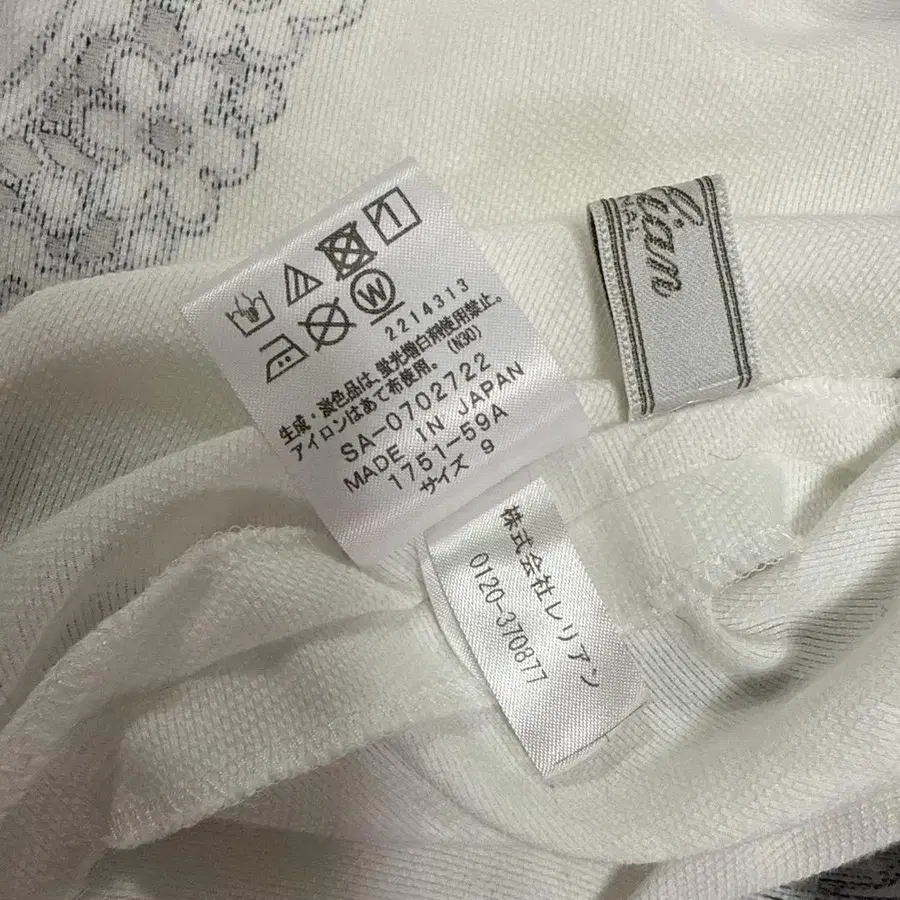 2214313
生成・淡色品は、蛍光増白剤使用禁止。
アイロンはあて布使用。(N30)
SA-0702722
MADE IN JAPAN
1751-59A
サイズ 9
株式会社レリアン
0120-370877
W